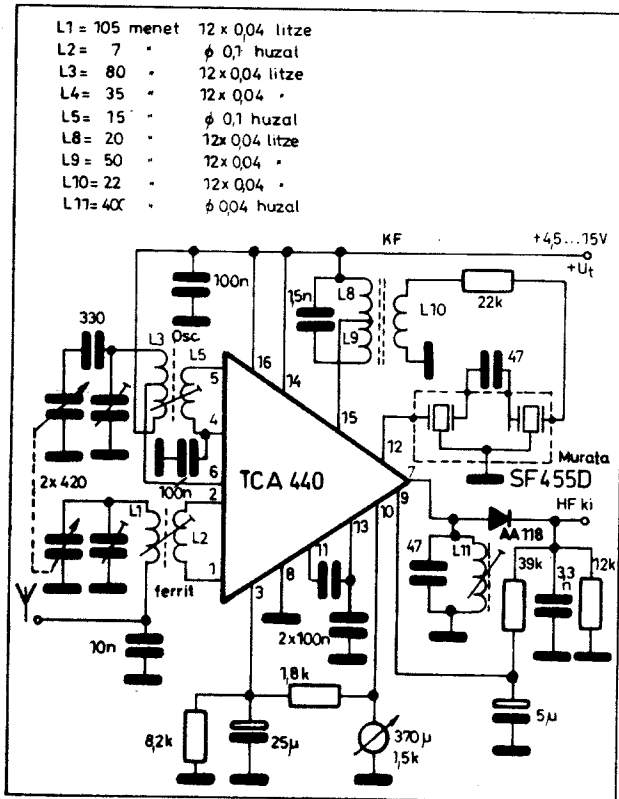 L1 = 105 menet 12 x 0,04 litze
L2 = 7 " ϕ 0,1 huzal
L3 = 80 " 12 x 0,04 litze
L4 = 35 " 12 x 0,04 "
L5 = 15 " ϕ 0,1 huzal
L8 = 20 " 12x 0,04 litze
L9 = 50 " 12x 0,04 "
L10= 22 " 12x 0,04 "
L11= 400 " ϕ 0,04 huzal
KF
+4,5...15V
+Ut
100n
1,5n
L8
L9
L10
22k
47
330
L3
Osc
L5
5
16
14
15
12
4
6
2
1
3
8
11
13
10
9
7
100n
TCA 440
Murata
SF455D
HF ki
2x 420
L1
L2
ferrit
AA118
47
L11
39k
3,3
n
12k
10n
2x100n
1,8k
8,2k
25µ
370 µ
1,5k
5µ